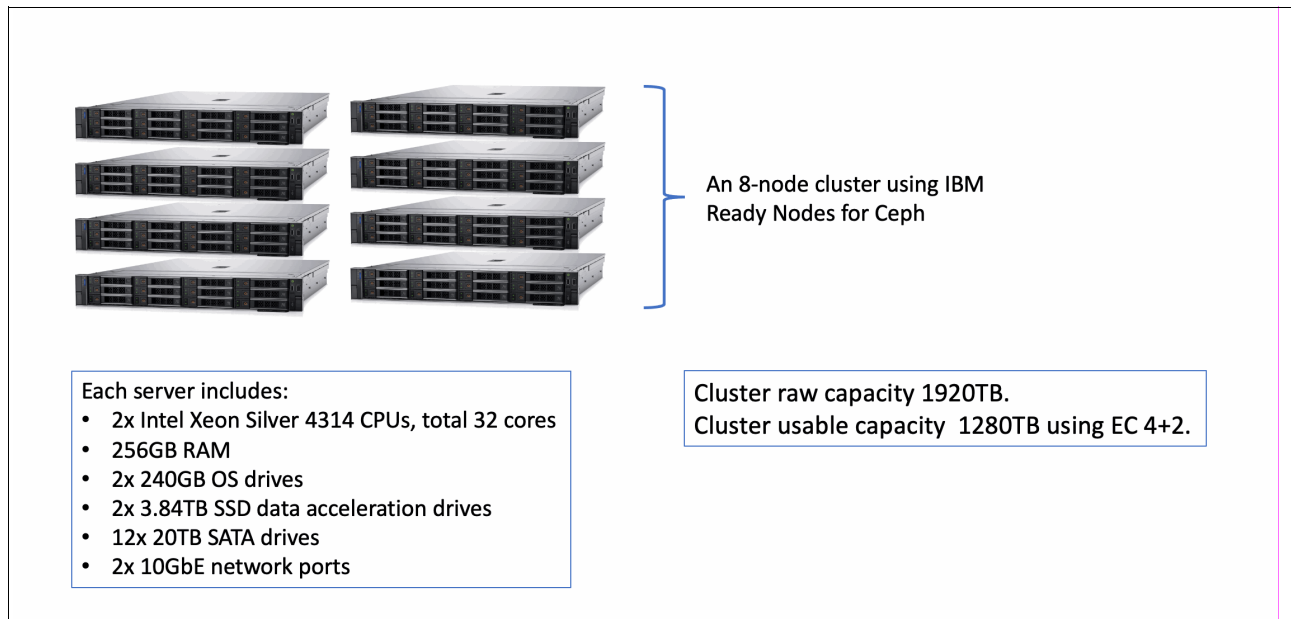 An 8-node cluster using IBM
Ready Nodes for Ceph
Each server includes:
• 2x Intel Xeon Silver 4314 CPUs, total 32 cores
• 256GB RAM
• 2x 240GB OS drives
• 2x 3.84TB SSD data acceleration drives
• 12x 20TB SATA drives
• 2x 10GbE network ports
Cluster raw capacity 1920TB.
Cluster usable capacity  1280TB using EC 4+2.